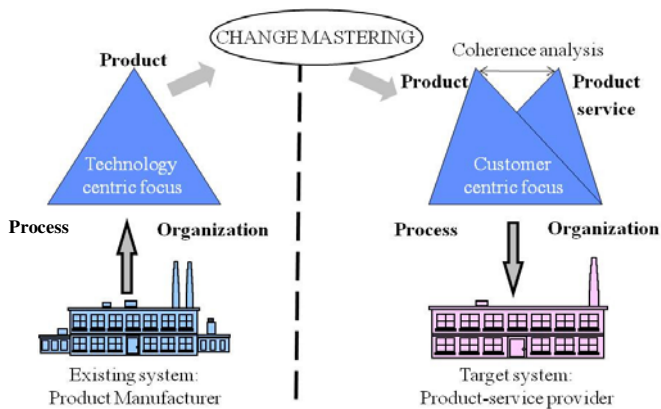 CHANGE MASTERING
Product
Technology
centric focus
Process
Organization
Existing system:
Product Manufacturer
Coherence analysis
Product
Product
service
Customer
centric focus
Process
Organization
Target system:
Product-service provider